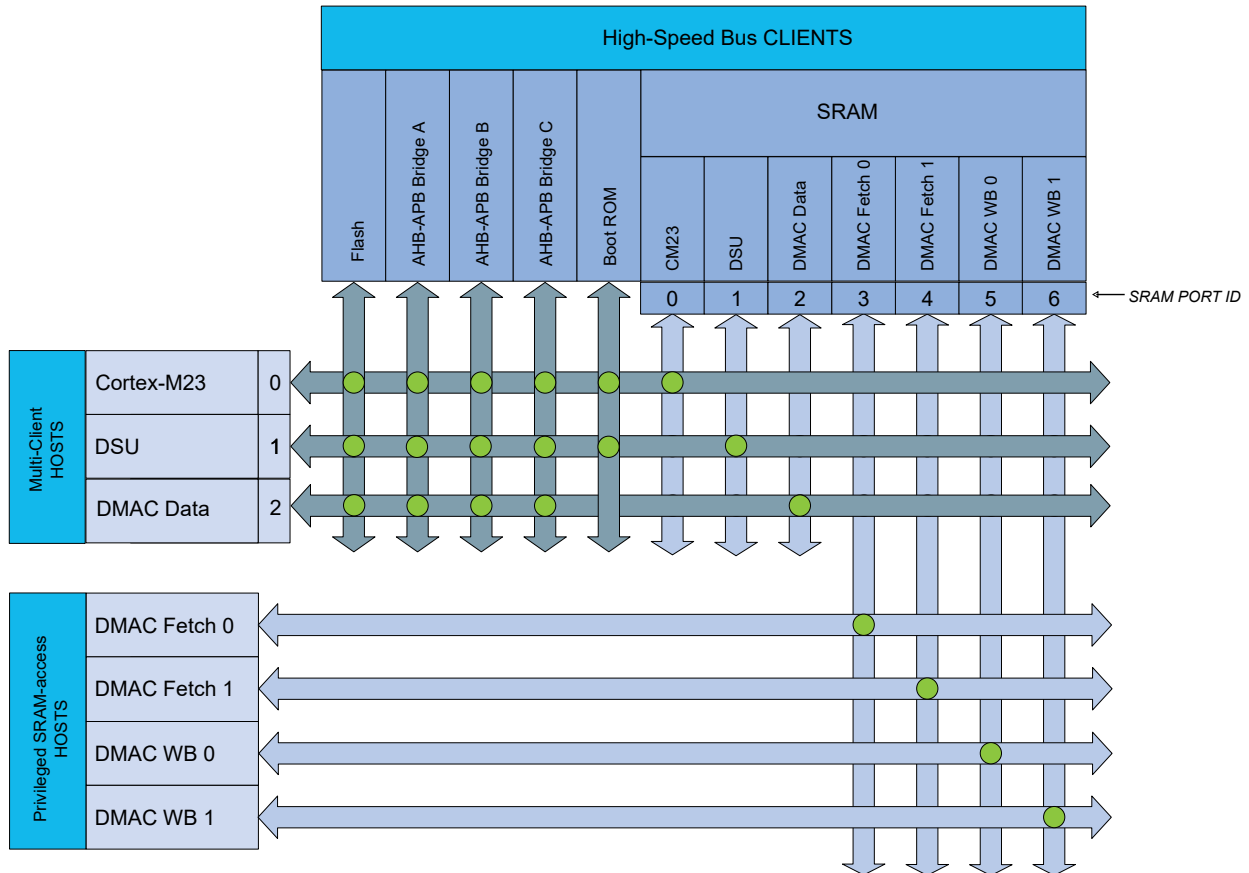 High-Speed Bus CLIENTS
SRAM
Flash
AHB-APB Bridge A
AHB-APB Bridge B
AHB-APB Bridge C
Boot ROM
CM23
DSU
DMAC Data
DMAC Fetch 0
DMAC Fetch 1
DMAC WB 0
DMAC WB 1
0 1 2 3 4 5 6
SRAM PORT ID
Multi-Client
HOSTS
Cortex-M23 0
DSU 1
DMAC Data 2
Privileged SRAM-access
HOSTS
DMAC Fetch 0
DMAC Fetch 1
DMAC WB 0
DMAC WB 1